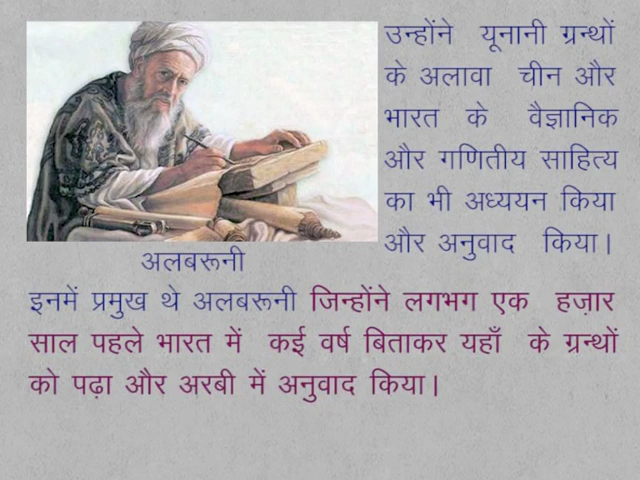 उन्होंने यूनानी ग्रन्थों
के अलावा चीन और
भारत के वैज्ञानिक
और गणितीय साहित्य
का भी अध्ययन किया
और अनुवाद किया।
अलबरूनी
इनमें प्रमुख थे अलबरूनी जिन्होंने लगभग एक हज़ार
साल पहले भारत में कई वर्ष बिताकर यहाँ के ग्रन्थों
को पढ़ा और अरबी में अनुवाद किया।